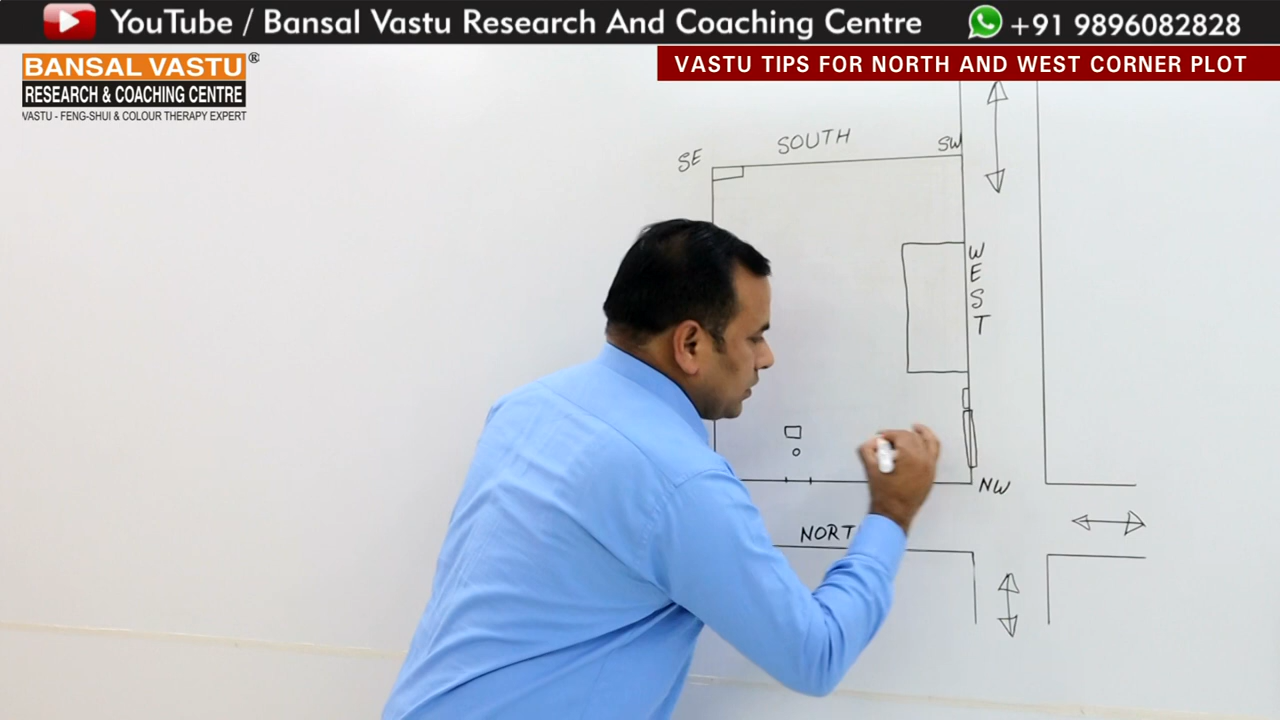 YouTube / Bansal Vastu Research And Coaching Centre
+91 9896082828
BANSAL VASTU®
RESEARCH & COACHING CENTRE
VASTU - FENG-SHUI & COLOUR THERAPY EXPERT
VASTU TIPS FOR NORTH AND WEST CORNER PLOT
SE
SOUTH
SW
WEST
NW
NORT